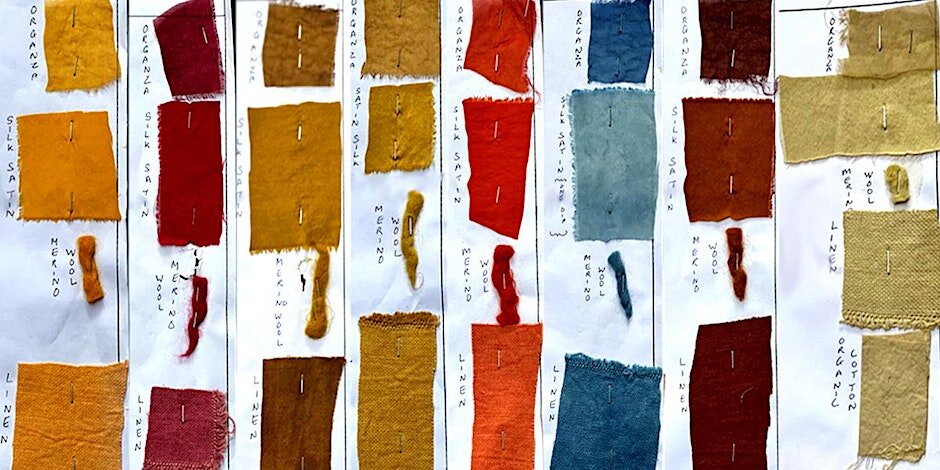 ORGANZA
SILK SATIN
MERINO
WOOL
LINEN
ORGANZA
SILK SATIN
MERINO
WOOL
LINEN
ORGANZA
SILK SATIN
MERINO WOOL
LINEN
ORGANZA
SATIN SILK
MERINO
WOOL
ORGANZA
SILK SATIN
MERINO
WOOL
LINEN
ORGANZA
SILK SATIN
MERINO
WOOL
LINEN
ORGANZA
SILK SATIN
MERINO
WOOL
LINEN
ORGANZA
MERINO
WOOL
LINEN
ORGANIC
COTTON